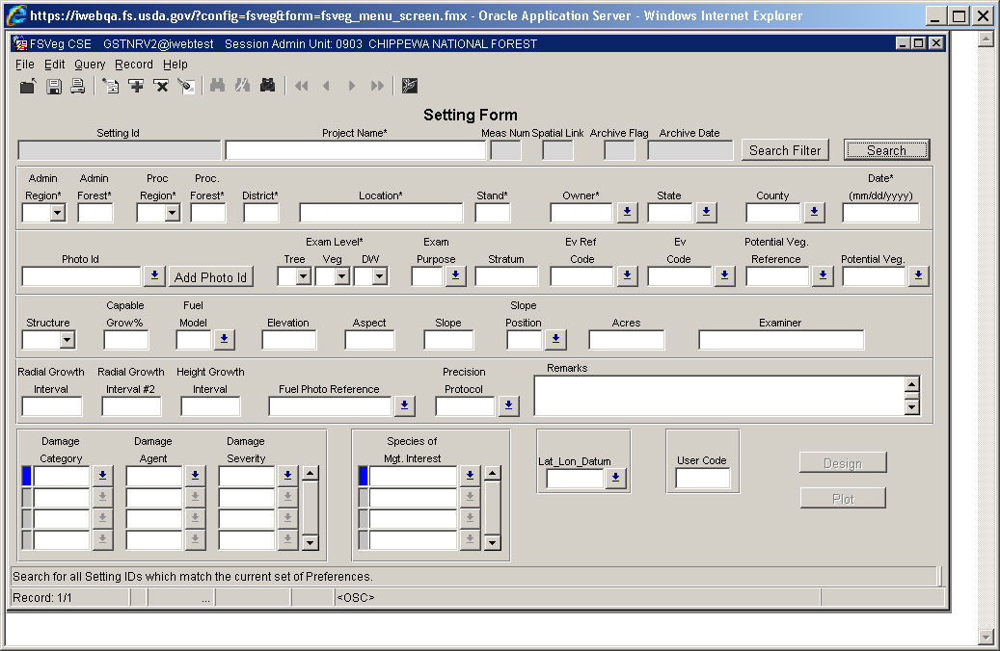 https://iwebqa.fs.usda.gov/?config=fsveg&form=fsveg_menu_screen.fmx - Oracle Application Server - Windows Internet Explorer
FSVeg CSE GSTNRV2@iwebtest Session Admin Unit: 0903 CHIPPEWA NATIONAL FOREST
File Edit Query Record Help
Setting Form
Setting Id Project Name* Meas Num Spatial Link Archive Flag Archive Date
Search Filter Search
Admin Admin Proc Proc. Date*
Region* Forest* Region* Forest* District* Location* Stand* Owner* State County (mm/dd/yyyy)
Exam Level* Exam Ev Ref Ev Potential Veg.
Photo Id Tree Veg DW Purpose Stratum Code Code Reference Potential Veg.
Add Photo Id
Capable Fuel Slope
Structure Grow% Model Elevation Aspect Slope Position Acres Examiner
Radial Growth Radial Growth Height Growth Precision Remarks
Interval Interval #2 Interval Fuel Photo Reference Protocol
Damage Damage Damage Species of
Category Agent Severity Mgt. Interest Lat_Lon_Datum User Code
Design
Plot
Search for all Setting IDs which match the current set of Preferences.
Record: 1/1 ... <OSC>